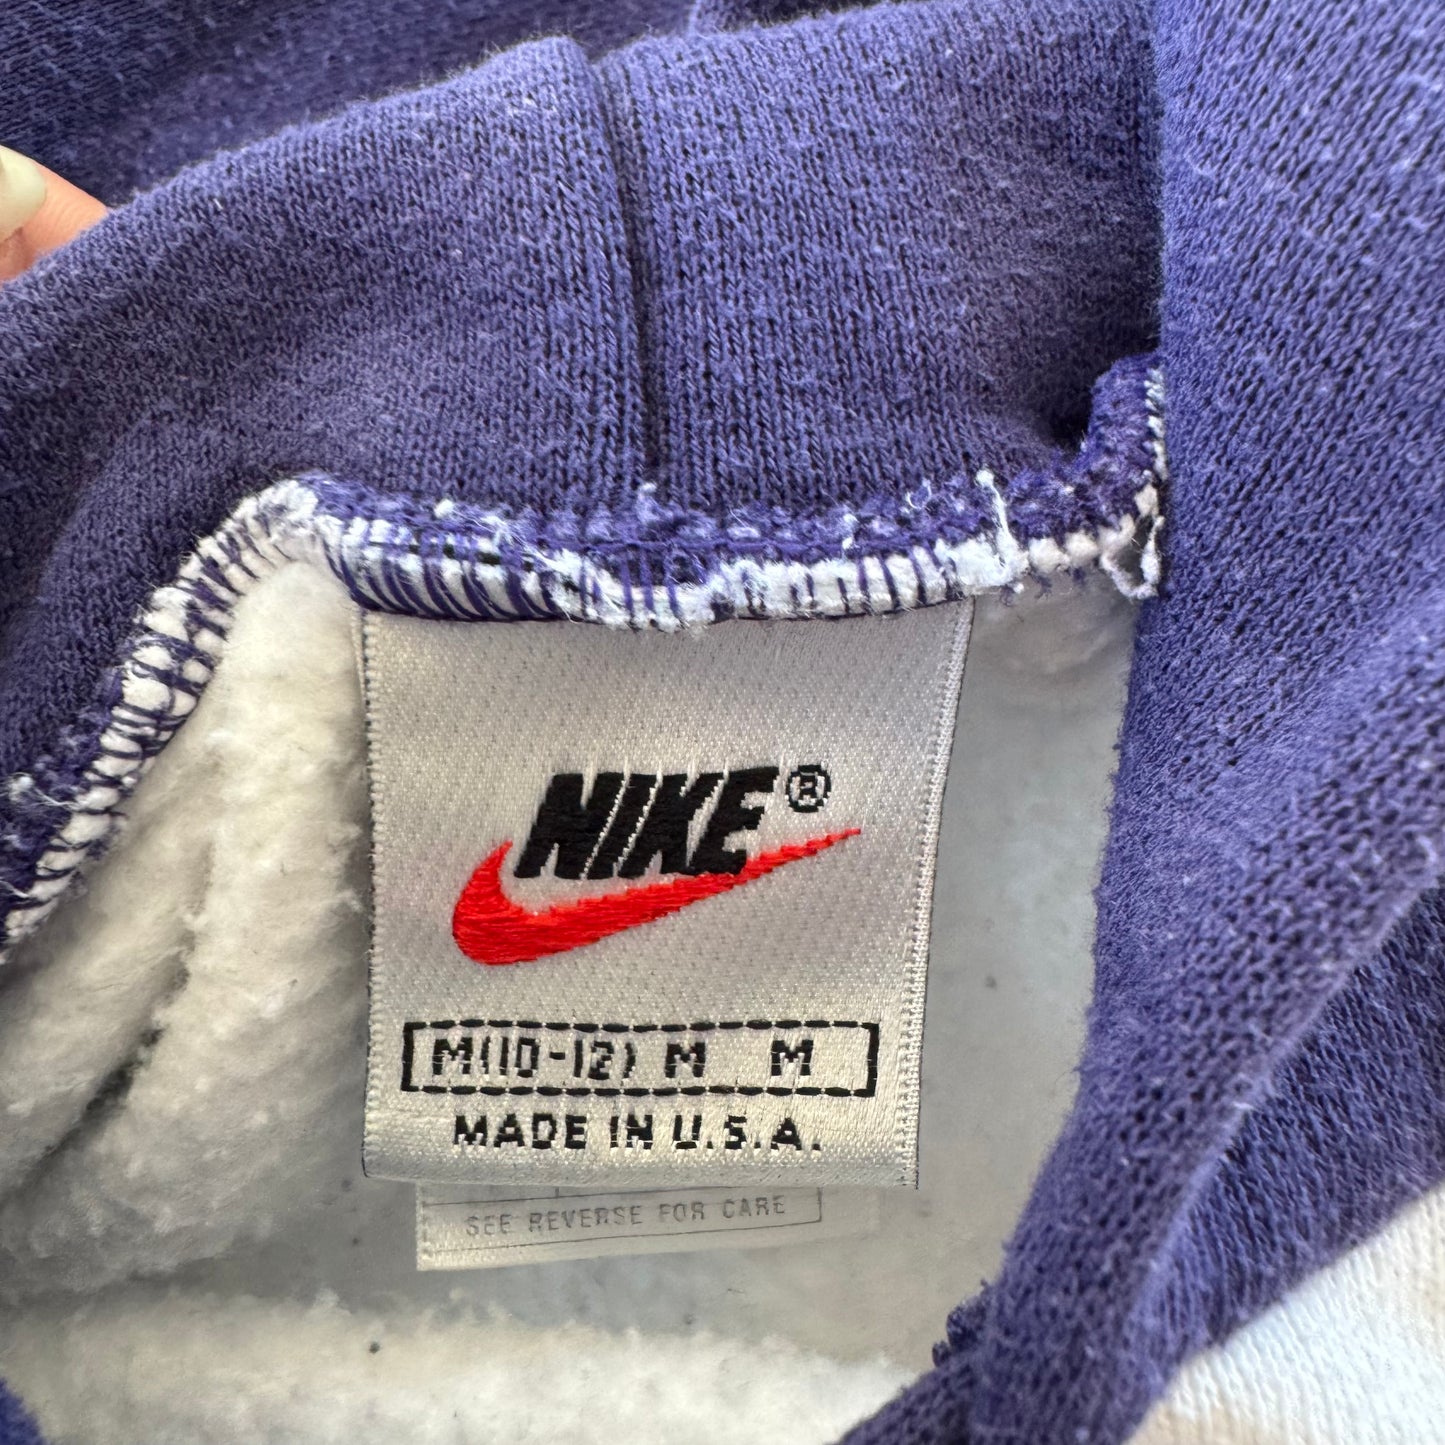 NIKE®
M(10-12) M M
MADE IN U.S.A.
SEE REVERSE FOR CARE